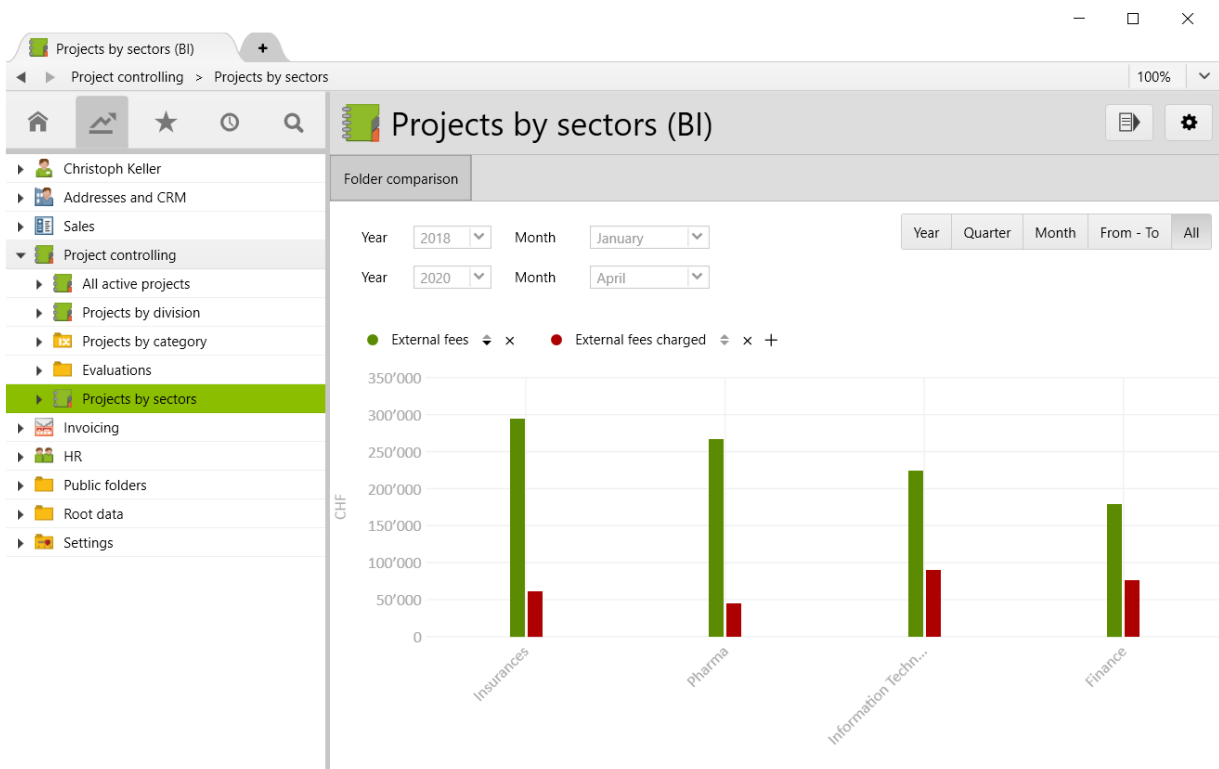 Projects by sectors (BI) +
Project controlling > Projects by sectors 100%
Projects by sectors (BI)
Christoph Keller
Addresses and CRM
Sales
Project controlling
All active projects
Projects by division
Projects by category
Evaluations
Projects by sectors
Invoicing
HR
Public folders
Root data
Settings
Folder comparison
Year 2018 Month January
Year 2020 Month April
Year Quarter Month From - To All
External fees × External fees charged × +
CHF
350’000
300’000
250’000
200’000
150’000
100’000
50’000
0
Insurances
Pharma
Information Techn...
Finance